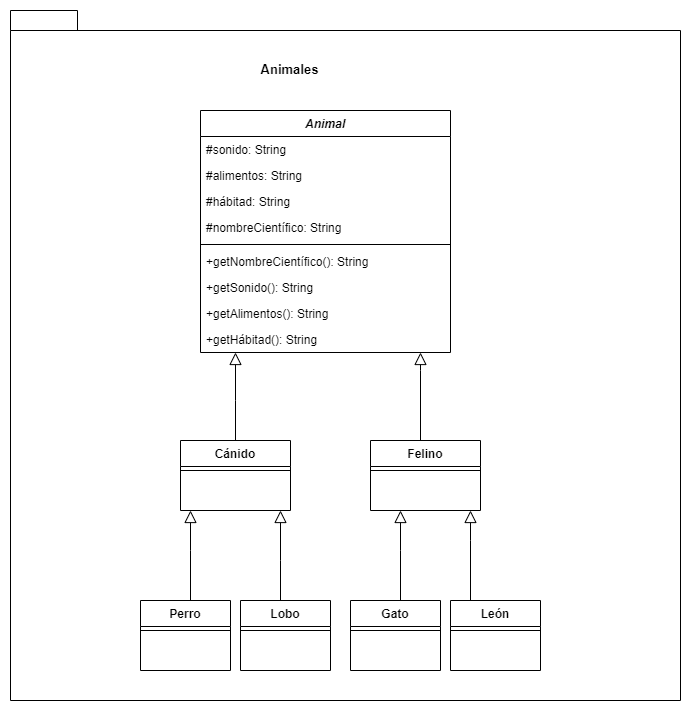 Animales
Animal
#sonido: String
#alimentos: String
#hábitad: String
#nombreCientífico: String
+getNombreCientífico(): String
+getSonido(): String
+getAlimentos(): String
+getHábitad(): String
Cánido
Felino
Perro
Lobo
Gato
León